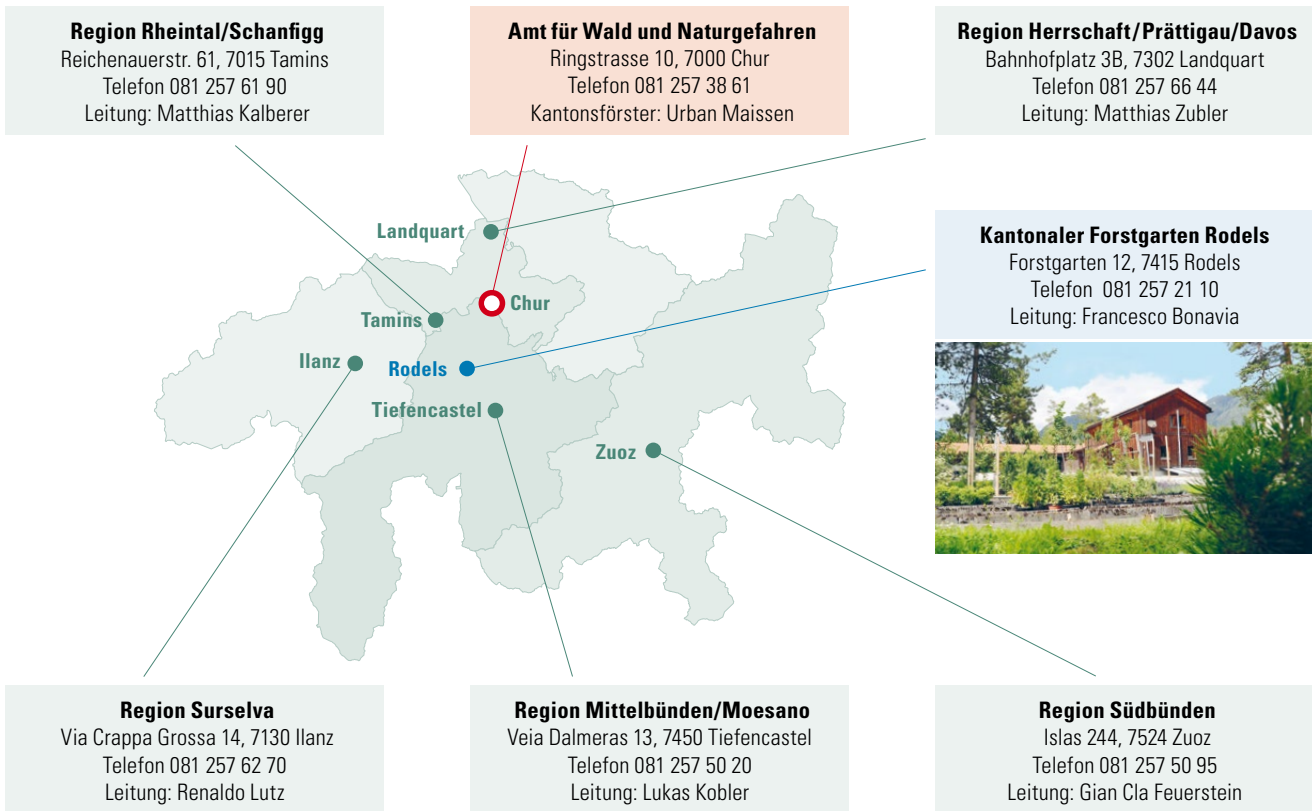 Region Rheintal/Schanfigg
Reichenauerstr. 61, 7015 Tamins
Telefon 081 257 61 90
Leitung: Matthias Kalberer
Amt für Wald und Naturgefahren
Ringstrasse 10, 7000 Chur
Telefon 081 257 38 61
Kantonsförster: Urban Maissen
Region Herrschaft/Prättigau/Davos
Bahnhofplatz 3B, 7302 Landquart
Telefon 081 257 66 44
Leitung: Matthias Zubler
Landquart
Chur
Tamins
Ilanz
Rodels
Tiefencastel
Zuoz
Kantonaler Forstgarten Rodels
Forstgarten 12, 7415 Rodels
Telefon 081 257 21 10
Leitung: Francesco Bonavia
Region Surselva
Via Crappa Grossa 14, 7130 Ilanz
Telefon 081 257 62 70
Leitung: Renaldo Lutz
Region Mittelbünden/Moesano
Veia Dalmeras 13, 7450 Tiefencastel
Telefon 081 257 50 20
Leitung: Lukas Kobler
Region Südbünden
Islas 244, 7524 Zuoz
Telefon 081 257 50 95
Leitung: Gian Cla Feuerstein